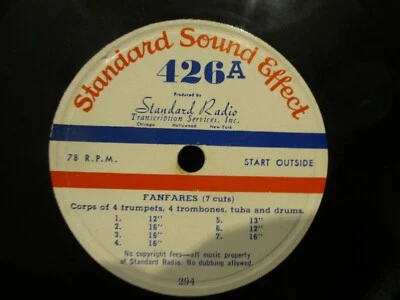 Standard Sound Effect
426A
Produced by
Standard Radio
Transcription Services, Inc.
Chicago Hollywood New York
78 R.P.M. START OUTSIDE
FANFARES (7 cuts)
Corps of 4 trumpets, 4 trombones, tuba and drums.
1. 12" 5. 13"
2. 16" 6. 12"
3. 16" 7. 16"
4. 16"
No copyright fees—all music property
of Standard Radio. No dubbing allowed.
294